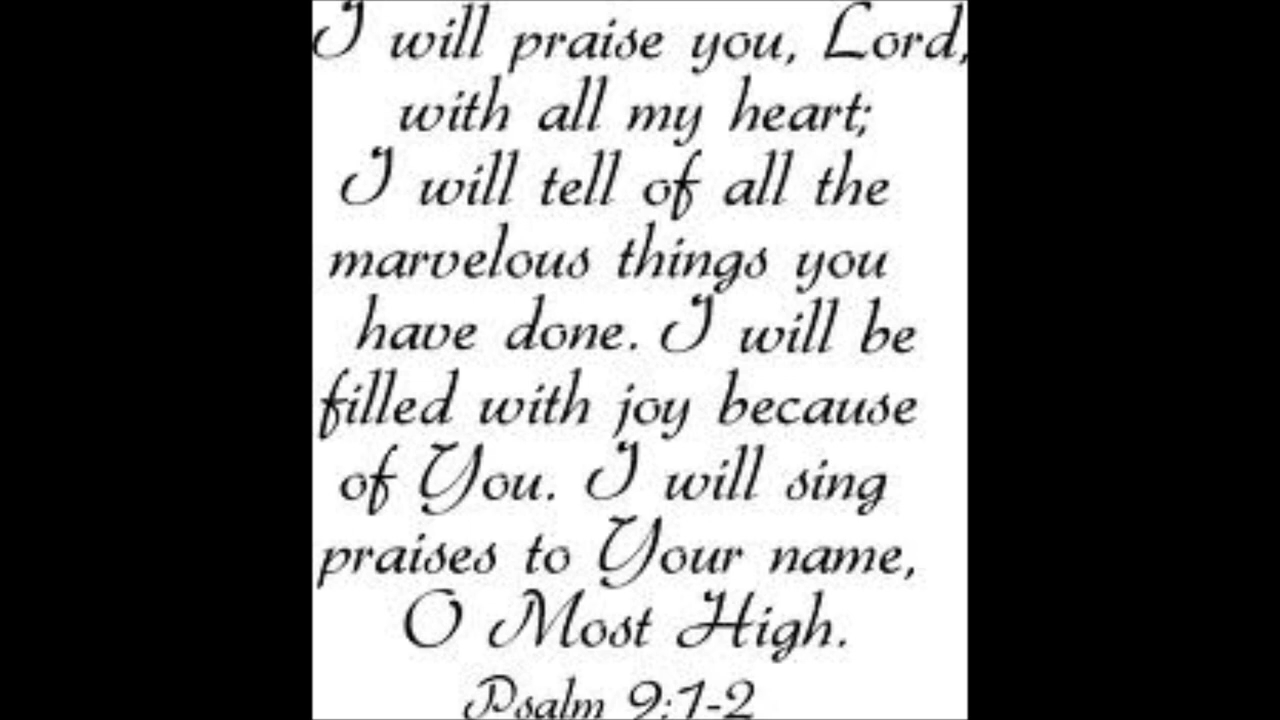 I will praise you, Lord,
with all my heart;
I will tell of all the
marvelous things you
have done. I will be
filled with joy because
of You. I will sing
praises to Your name,
O Most High.
Psalm 9:1-2